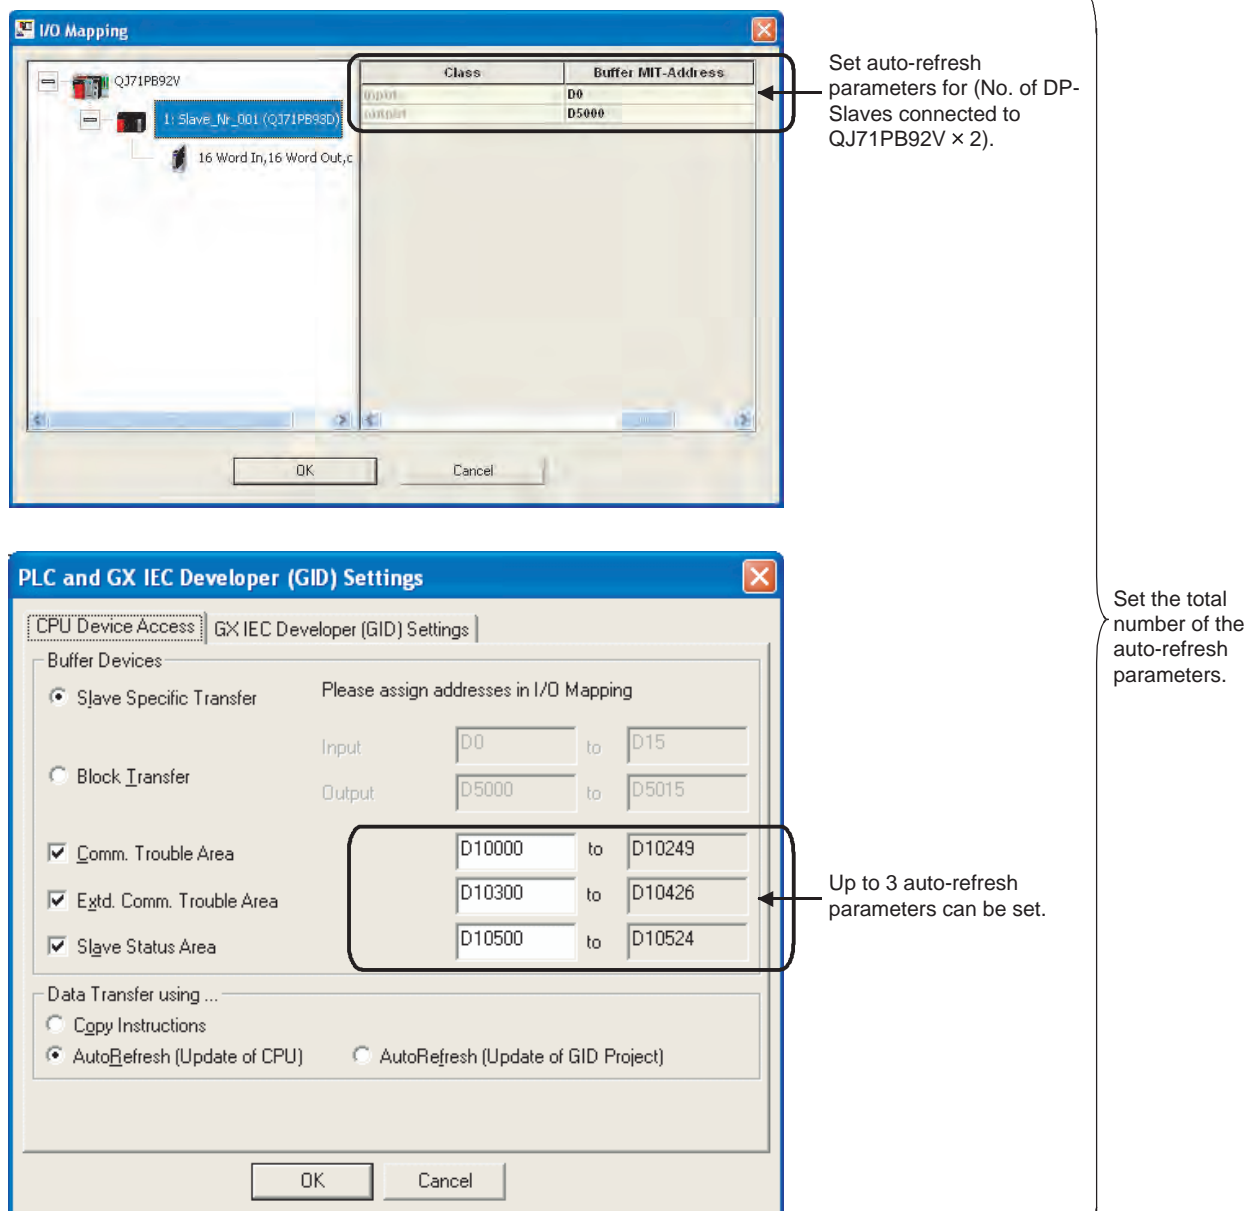 I/O Mapping
QJ71PB92V
1: Slave_Nr_001 (QJ71PB93D)
16 Word In,16 Word Out,c
Class Buffer MIT-Address
input D0
output D5000
OK Cancel
Set auto-refresh
parameters for (No. of DP-
Slaves connected to
QJ71PB92V × 2).
PLC and GX IEC Developer (GID) Settings
CPU Device Access GX IEC Developer (GID) Settings
Buffer Devices
Slave Specific Transfer Please assign addresses in I/O Mapping
Input D0 to D15
Block Transfer
Output D5000 to D5015
Comm. Trouble Area D10000 to D10249
Extd. Comm. Trouble Area D10300 to D10426
Slave Status Area D10500 to D10524
Data Transfer using ...
Copy Instructions
AutoRefresh (Update of CPU) AutoRefresh (Update of GID Project)
OK Cancel
Up to 3 auto-refresh
parameters can be set.
Set the total
number of the
auto-refresh
parameters.